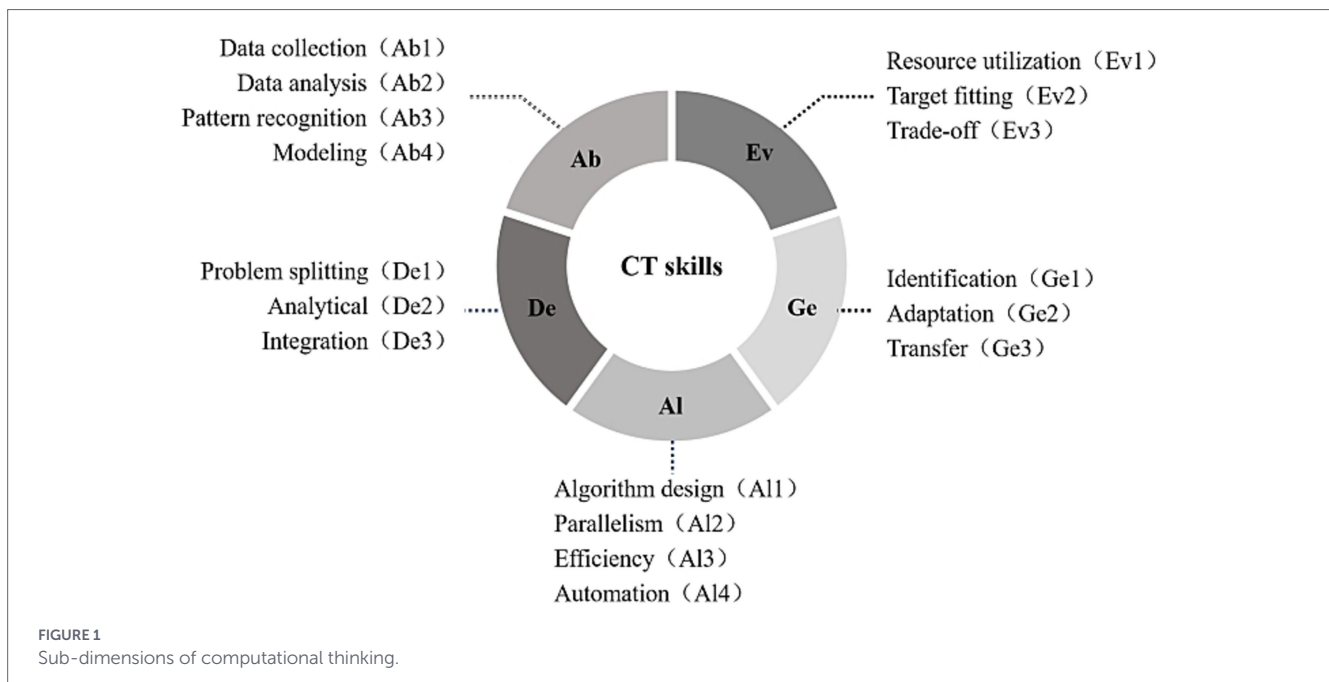 Data collection（Ab1）
Data analysis（Ab2）
Pattern recognition（Ab3）
Modeling（Ab4）
Resource utilization（Ev1）
Target fitting（Ev2）
Trade-off（Ev3）
Ab
Ev
CT skills
Problem splitting（De1）
Analytical（De2）
Integration（De3）
De
Ge
Identification（Ge1）
Adaptation（Ge2）
Transfer（Ge3）
Al
Algorithm design（Al1）
Parallelism（Al2）
Efficiency（Al3）
Automation（Al4）
FIGURE 1
Sub-dimensions of computational thinking.